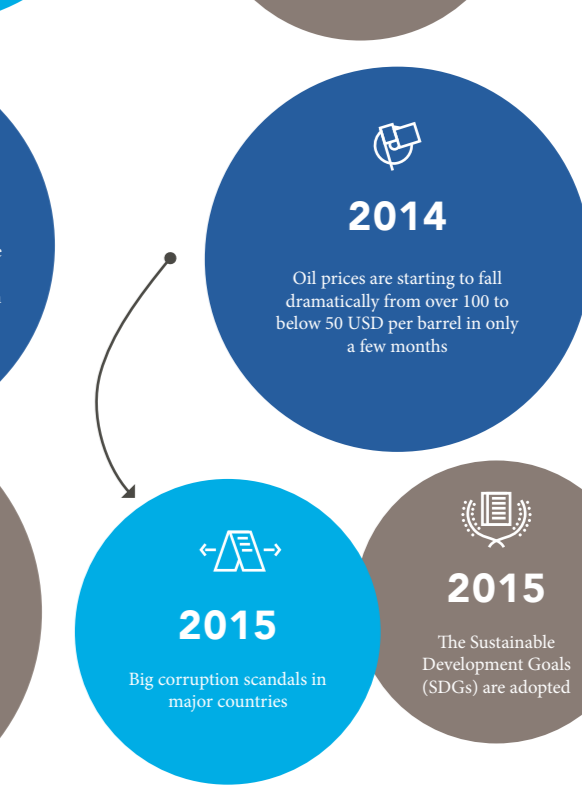 2014
Oil prices are starting to fall
dramatically from over 100 to
below 50 USD per barrel in only
a few months
2015
Big corruption scandals in
major countries
2015
The Sustainable
Development Goals
(SDGs) are adopted